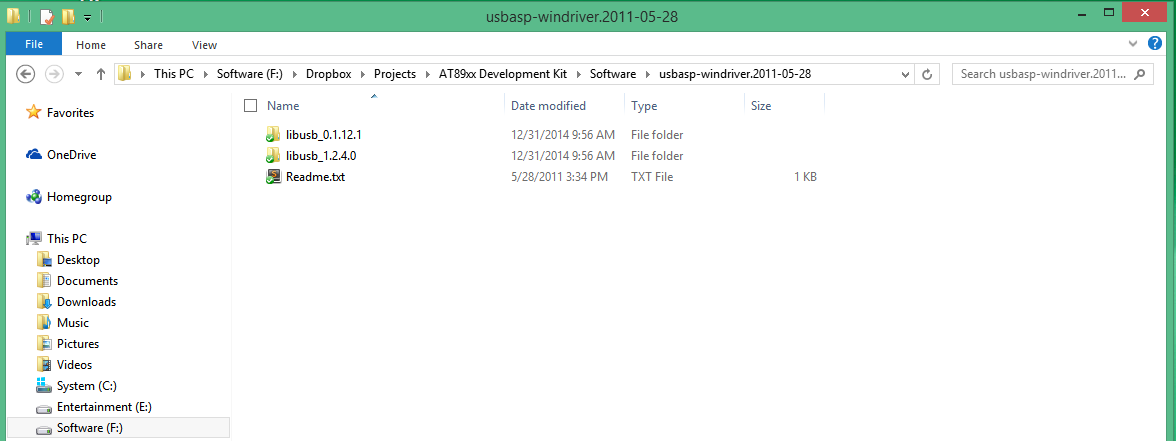 usbasp-windriver.2011-05-28
File Home Share View
This PC Software (F:) Dropbox Projects AT89xx Development Kit Software usbasp-windriver.2011-05-28 Search usbasp-windriver.2011...
Name Date modified Type Size
Favorites
libusb_0.1.12.1 12/31/2014 9:56 AM File folder
OneDrive
libusb_1.2.4.0 12/31/2014 9:56 AM File folder
Readme.txt 5/28/2011 3:34 PM TXT File 1 KB
Homegroup
This PC
Desktop
Documents
Downloads
Music
Pictures
Videos
System (C:)
Entertainment (E:)
Software (F:)